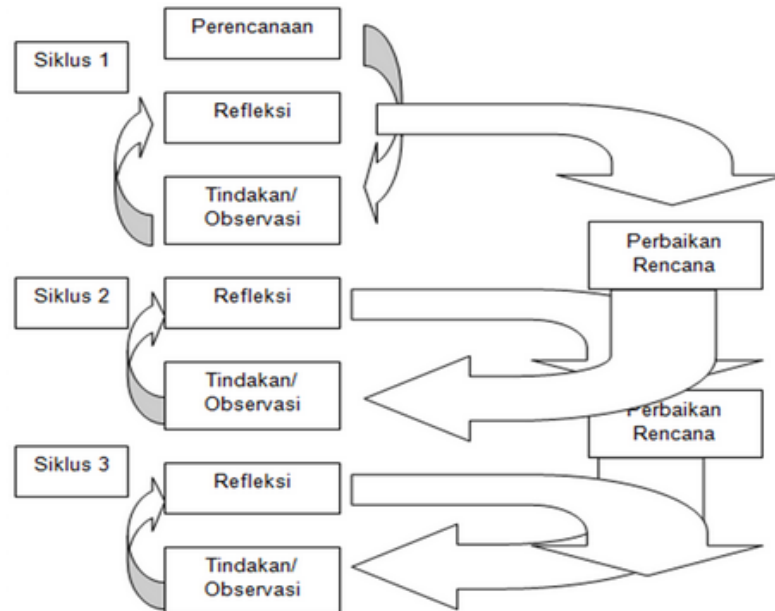 Perencanaan
Siklus 1
Refleksi
Tindakan/
Observasi
Perbaikan
Rencana
Siklus 2
Refleksi
Tindakan/
Observasi
Perbaikan
Rencana
Siklus 3
Refleksi
Tindakan/
Observasi